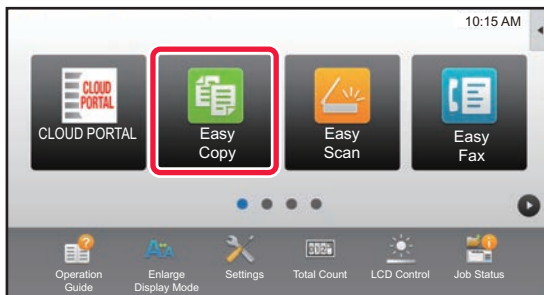 10:15 AM
CLOUD
PORTAL
CLOUD PORTAL
Easy
Copy
Easy
Scan
Easy
Fax
Operation
Guide
Enlarge
Display Mode
Settings
Total Count
LCD Control
Job Status